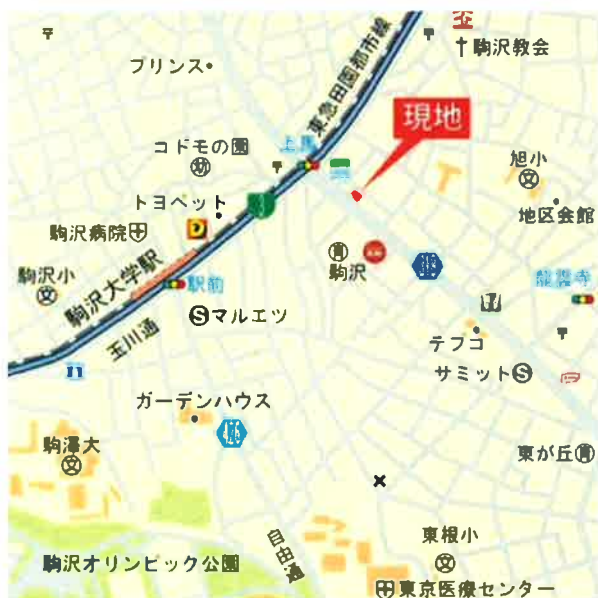 駒沢教会
プリンス
東急田園都市線
現地
コドモの園
上馬
旭小
トヨペット
地区会館
駒沢病院
駒沢
駒沢小
駒沢大学駅
駅前
龍雲寺
マルエツ
玉川通
テプコ
サミット
ガーデンハウス
駒澤大
東が丘
自由通
東根小
駒沢オリンピック公園
東京医療センター